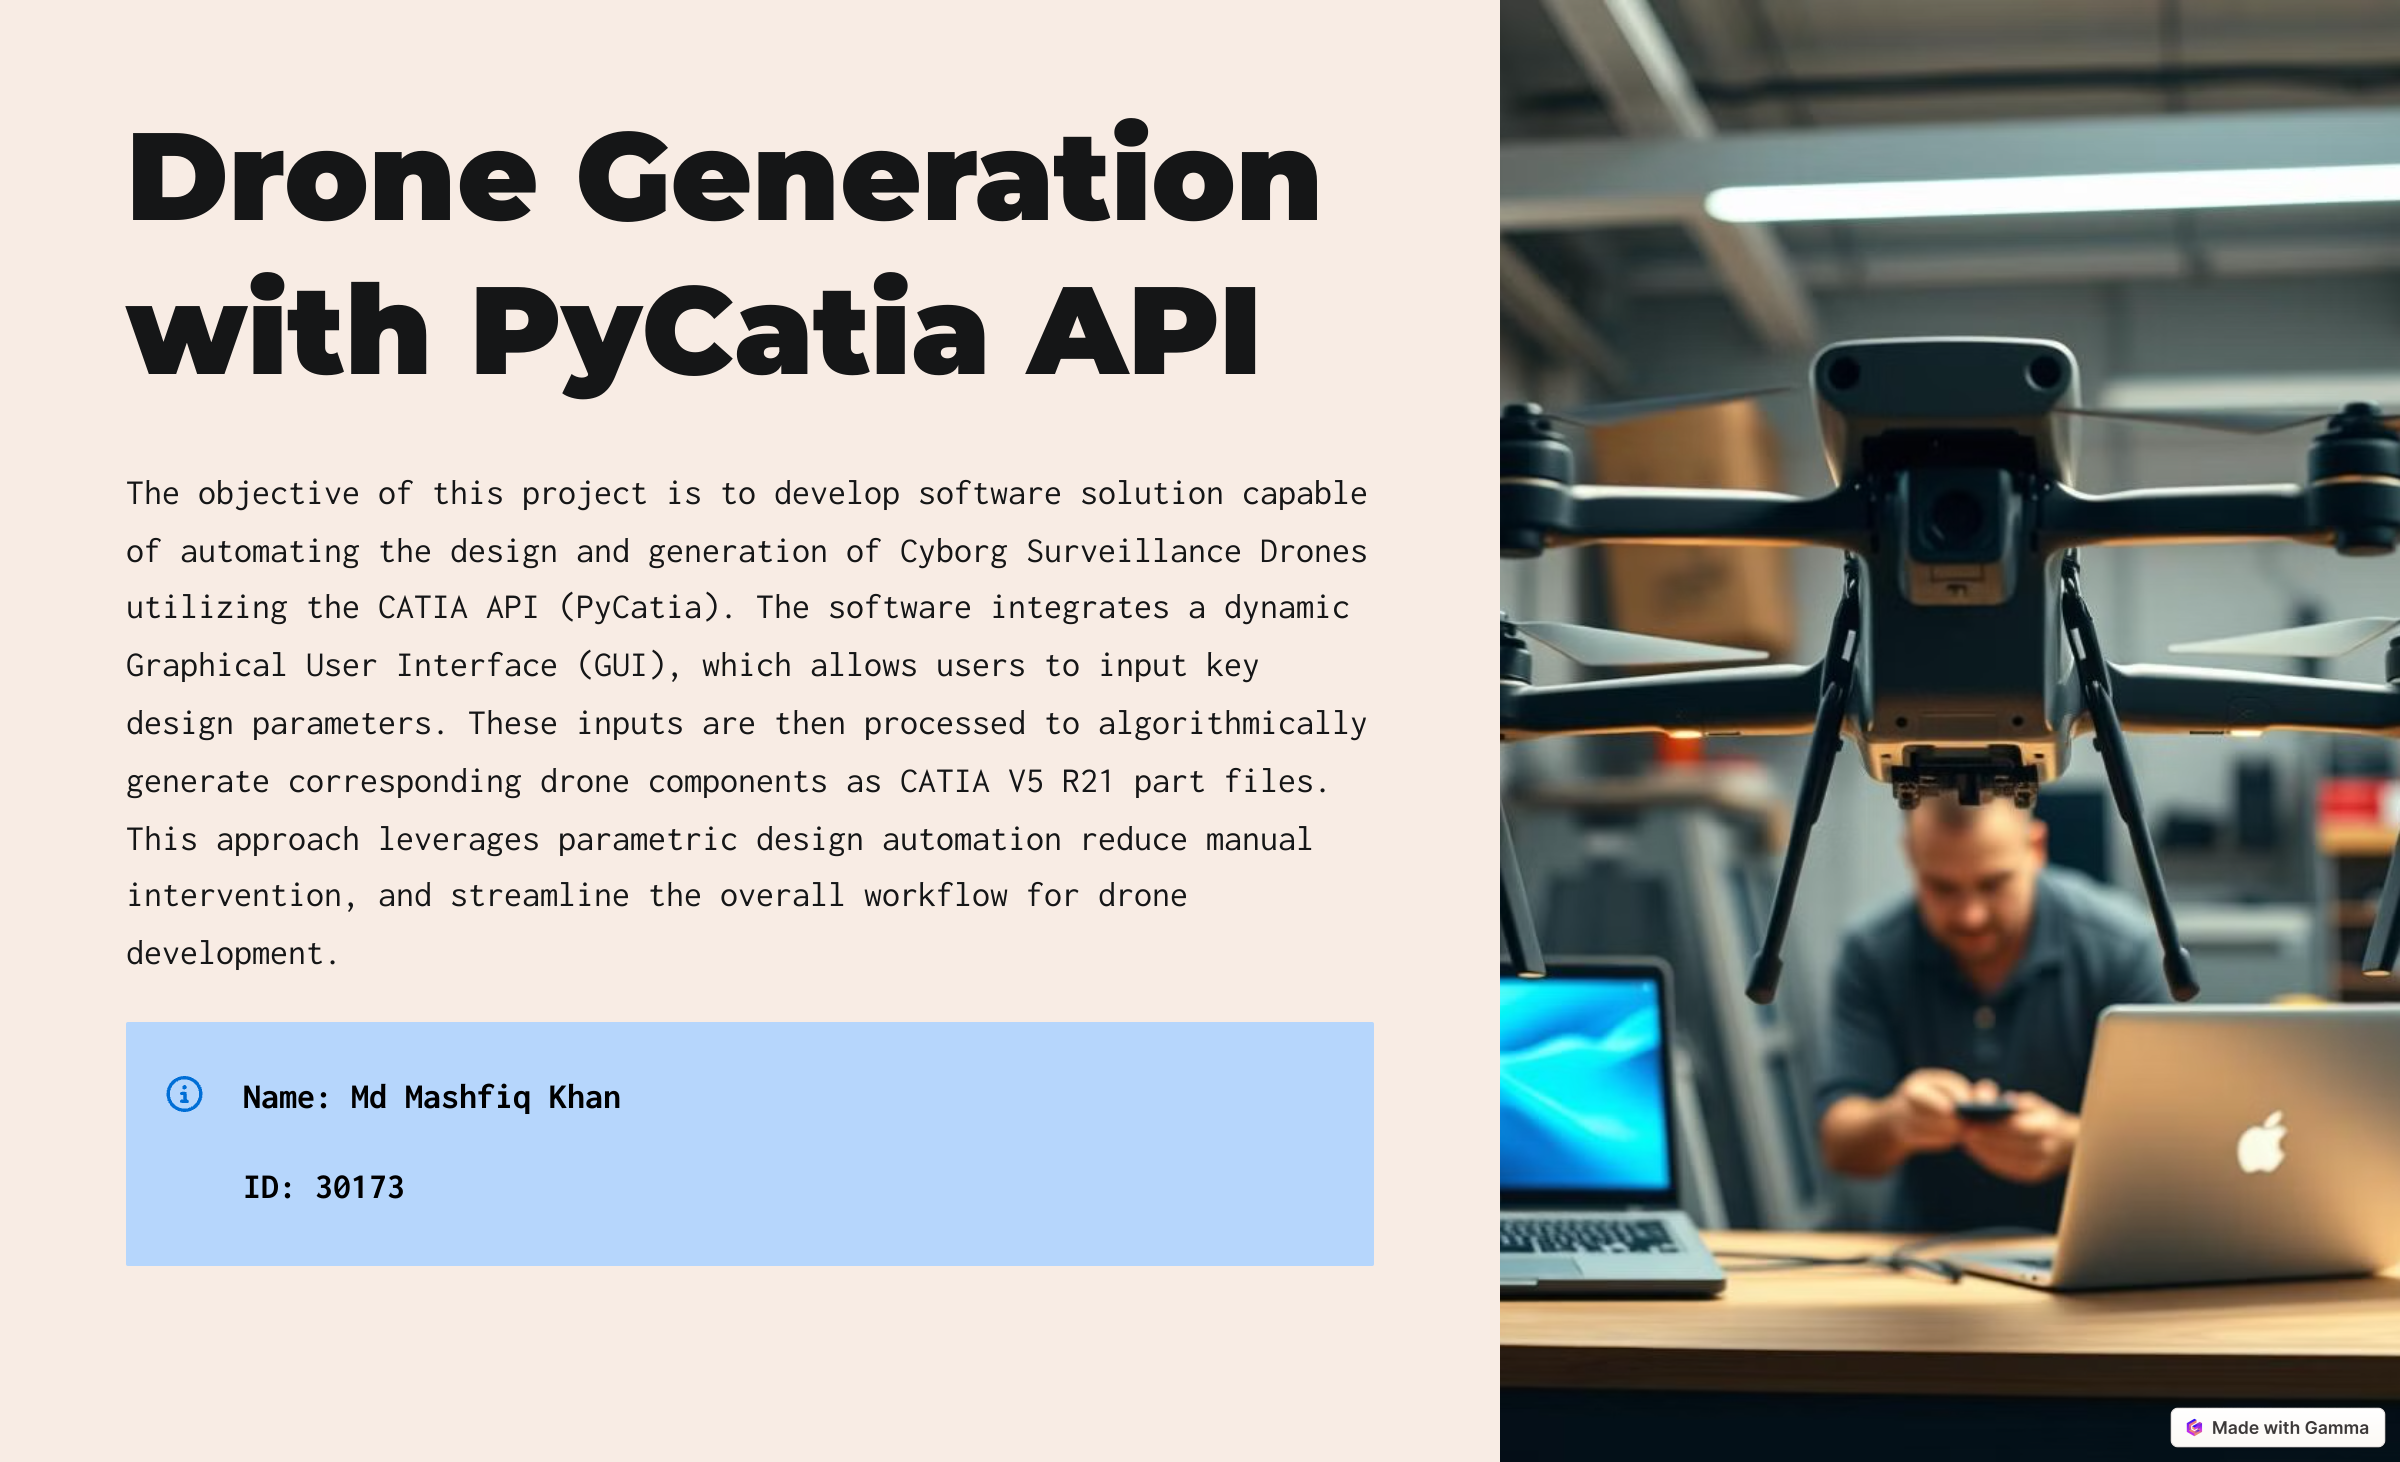 Drone Generation
with PyCatia API
The objective of this project is to develop software solution capable
of automating the design and generation of Cyborg Surveillance Drones
utilizing the CATIA API (PyCatia). The software integrates a dynamic
Graphical User Interface (GUI), which allows users to input key
design parameters. These inputs are then processed to algorithmically
generate corresponding drone components as CATIA V5 R21 part files.
This approach leverages parametric design automation reduce manual
intervention, and streamline the overall workflow for drone
development.
Name: Md Mashfiq Khan
ID: 30173
Made with Gamma